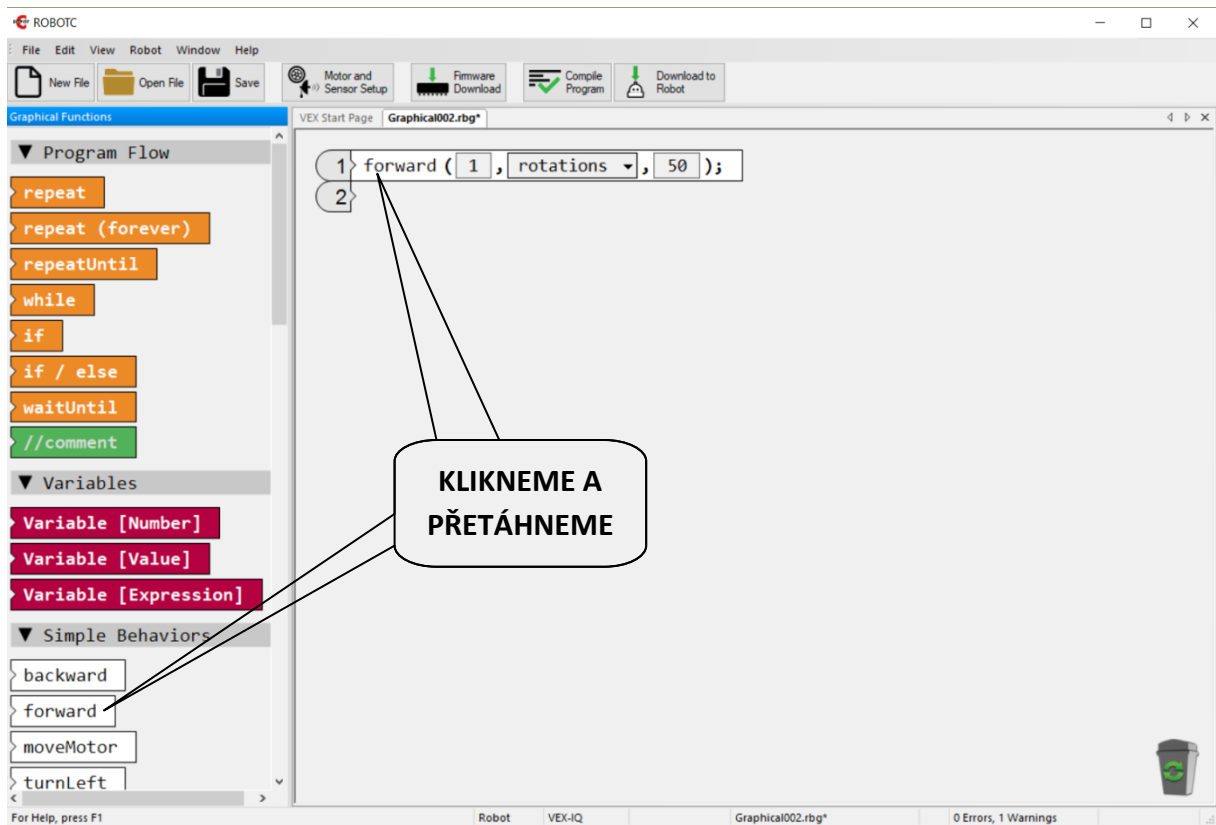 ROBOTC
File Edit View Robot Window Help
New File Open File Save Motor and Sensor Setup Firmware Download Compile Program Download to Robot
Graphical Functions
VEX Start Page Graphical002.rbg*
▼ Program Flow
repeat
repeat (forever)
repeatUntil
while
if
if / else
waitUntil
//comment
▼ Variables
Variable [Number]
Variable [Value]
Variable [Expression]
▼ Simple Behaviors
backward
forward
moveMotor
turnLeft
1 forward ( 1 , rotations , 50 );
2
KLIKNEME A
PŘETÁHNEME
For Help, press F1 Robot VEX-IQ Graphical002.rbg* 0 Errors, 1 Warnings